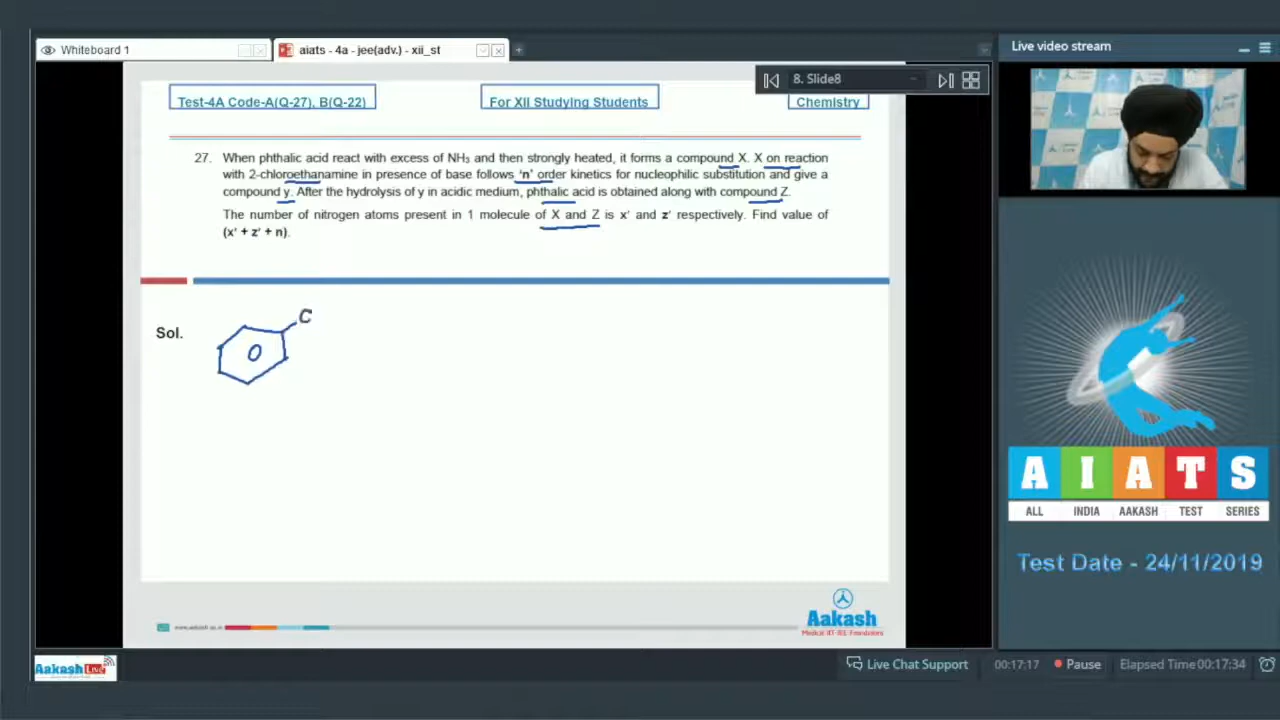 Whiteboard 1
aiats - 4a - jee(adv.) - xii_st
Live video stream
8. Slide8
Test-4A Code-A(Q-27), B(Q-22)
For XII Studying Students
Chemistry
27. When phthalic acid react with excess of NH₃ and then strongly heated, it forms a compound X. X on reaction
with 2-chloroethanamine in presence of base follows 'n' order kinetics for nucleophilic substitution and give a
compound y. After the hydrolysis of y in acidic medium, phthalic acid is obtained along with compound Z.
The number of nitrogen atoms present in 1 molecule of X and Z is x' and z' respectively. Find value of
(x' + z' + n).
Sol.
C
AIATS
ALL INDIA AAKASH TEST SERIES
Test Date - 24/11/2019
Aakash
Medical IIT-JEE Foundations
Aakash Live
Live Chat Support
00:17:17
Pause
Elapsed Time 00:17:34